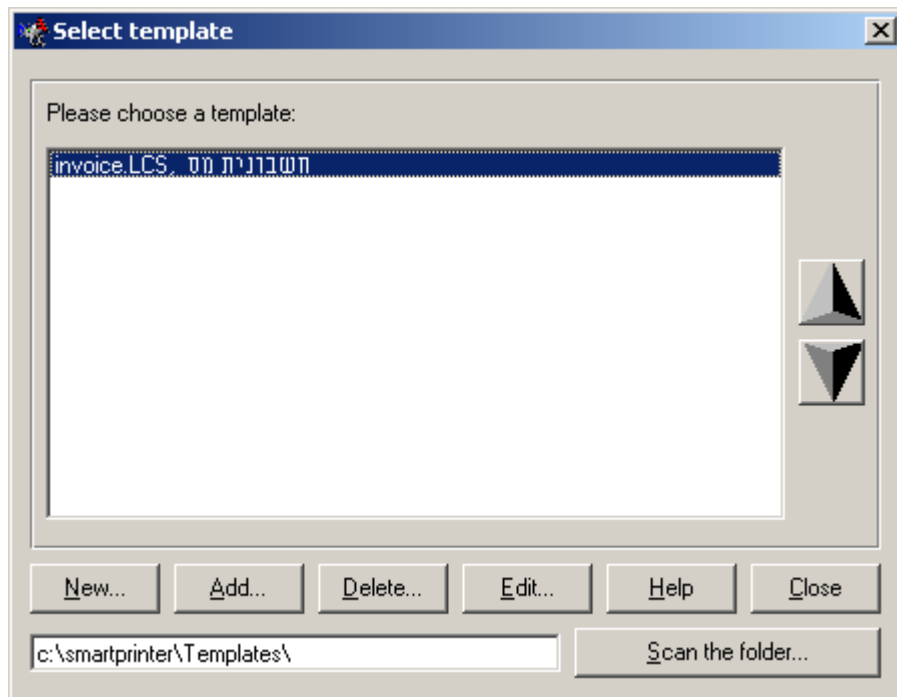 Select template
Please choose a template:
invoice.LCS, חשבונית מס
New...
Add...
Delete...
Edit...
Help
Close
c:\smartprinter\Templates\
Scan the folder...